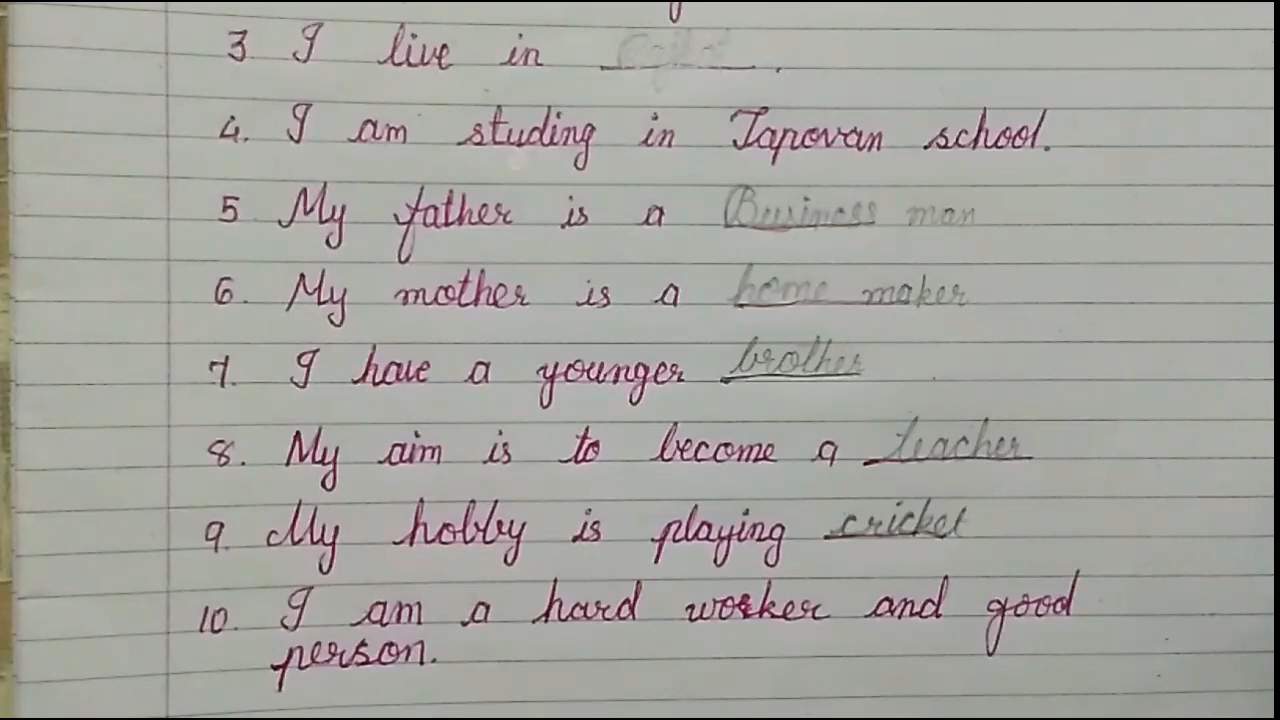 3. I live in
4. I am studing in Tapovan school.
5 My father is a Business man
6. My mother is a home maker
7. I have a younger brother
8. My aim is to become a teacher
9. My hobby is playing cricket
10. I am a hard worker and good
person.